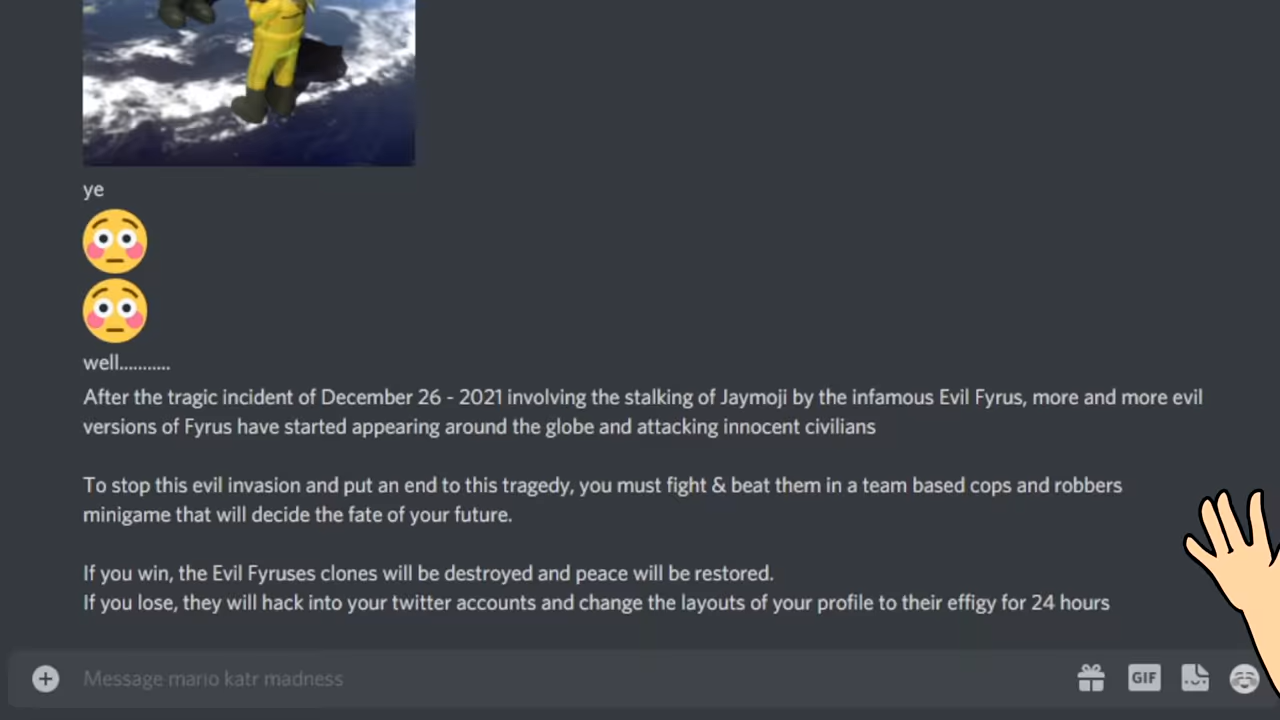 ye
well...........
After the tragic incident of December 26 - 2021 involving the stalking of Jaymoji by the infamous Evil Fyrus, more and more evil
versions of Fyrus have started appearing around the globe and attacking innocent civilians
To stop this evil invasion and put an end to this tragedy, you must fight & beat them in a team based cops and robbers
minigame that will decide the fate of your future.
If you win, the Evil Fyruses clones will be destroyed and peace will be restored.
If you lose, they will hack into your twitter accounts and change the layouts of your profile to their effigy for 24 hours
Message mario katr madness
GIF